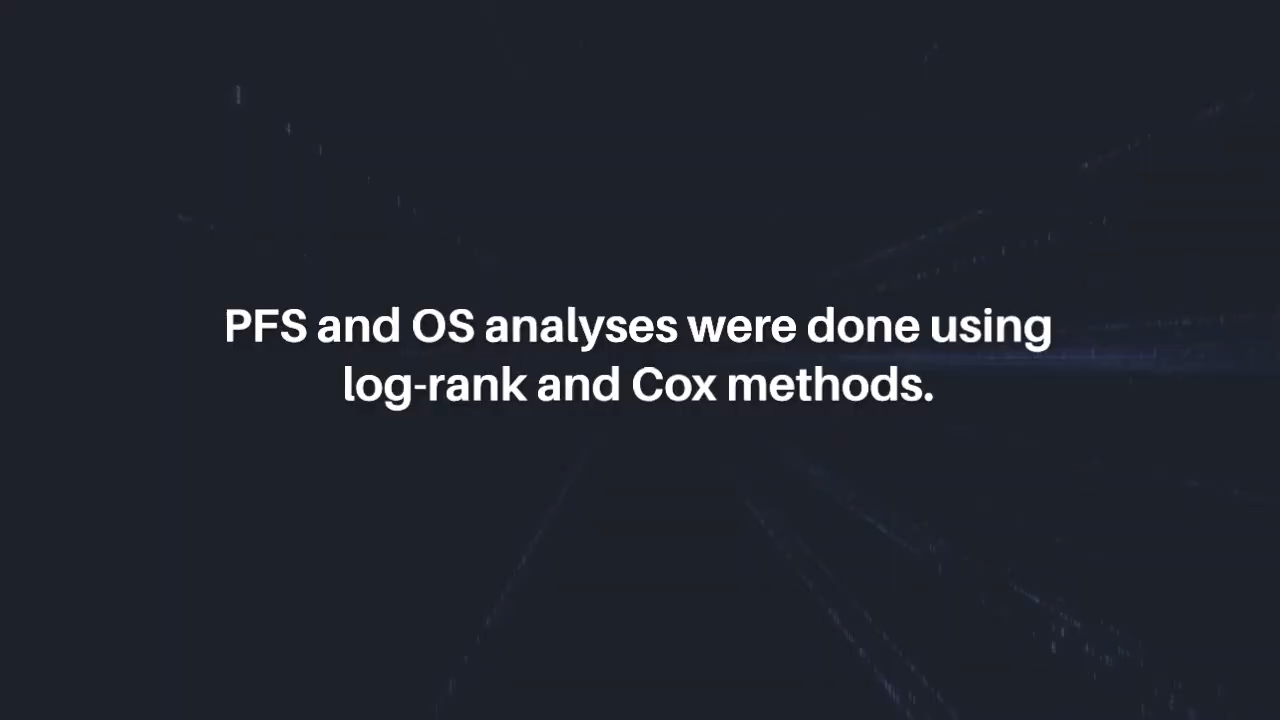 PFS and OS analyses were done using
log-rank and Cox methods.